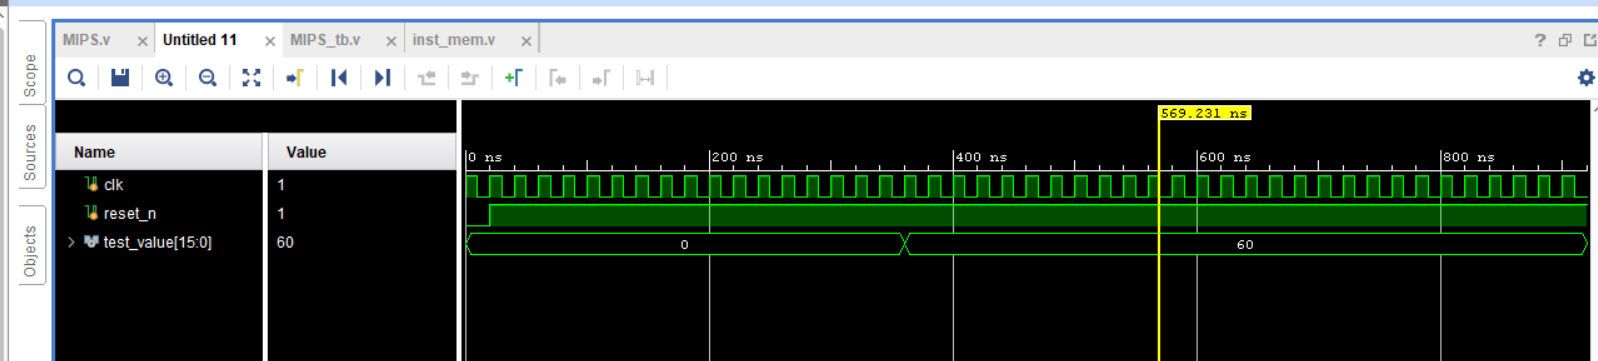 MIPS.v Untitled 11 MIPS_tb.v inst_mem.v
Scope
Sources
Objects
569.231 ns
Name Value
0 ns 200 ns 400 ns 600 ns 800 ns
clk 1
reset_n 1
test_value[15:0] 60 0 60